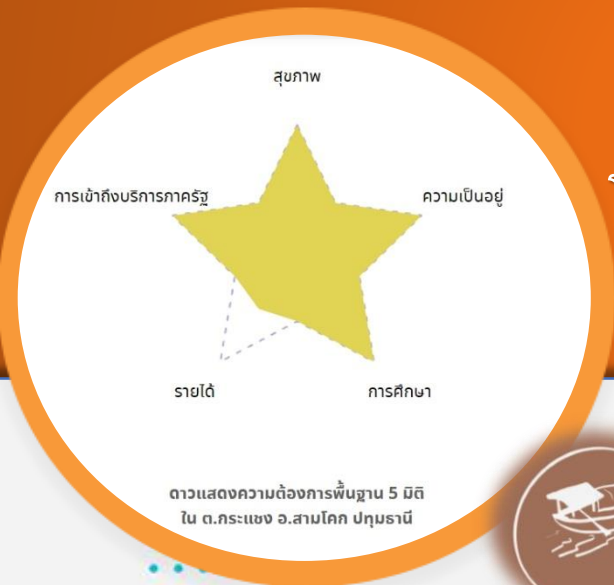 สุขภาพ
การเข้าถึงบริการภาครัฐ
ความเป็นอยู่
รายได้
การศึกษา
ดาวแสดงความต้องการพื้นฐาน 5 มิติ
ใน ต.กระแชง อ.สามโคก ปทุมธานี